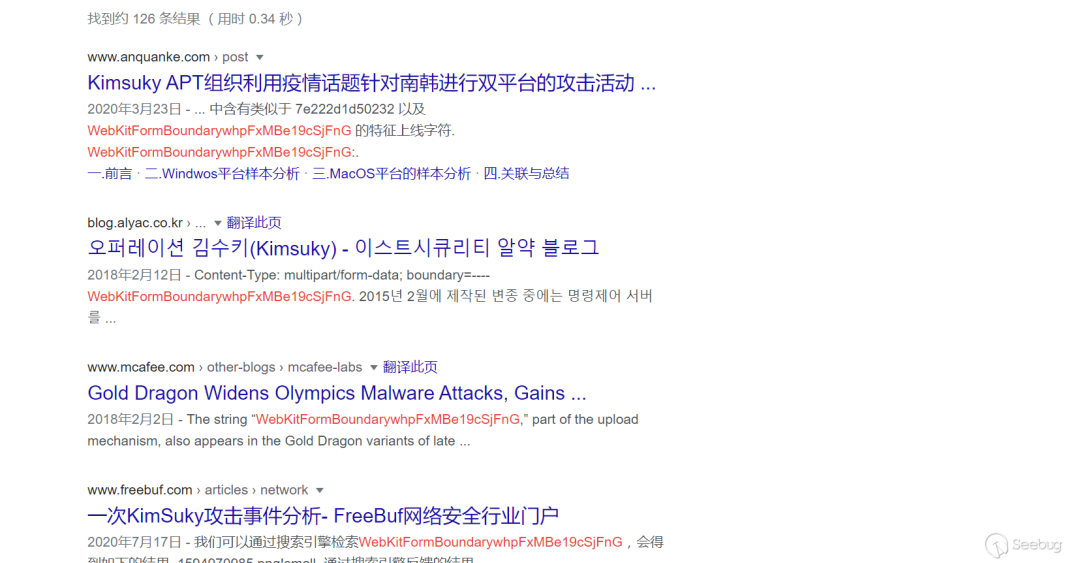 找到约 126 条结果 （用时 0.34 秒）
www.anquanke.com › post
Kimsuky APT组织利用疫情话题针对南韩进行双平台的攻击活动 ...
2020年3月23日 - ... 中含有类似于 7e222d1d50232 以及
WebKitFormBoundarywhpFxMBe19cSjFnG 的特征上线字符.
WebKitFormBoundarywhpFxMBe19cSjFnG:.
一.前言 · 二.Windwos平台样本分析 · 三.MacOS平台的样本分析 · 四.关联与总结
blog.alyac.co.kr › ... 翻译此页
오퍼레이션 김수키(Kimsuky) - 이스트시큐리티 알약 블로그
2018年2月12日 - Content-Type: multipart/form-data; boundary=----
WebKitFormBoundarywhpFxMBe19cSjFnG. 2015년 2월에 제작된 변종 중에는 명령제어 서버
를 ...
www.mcafee.com › other-blogs › mcafee-labs 翻译此页
Gold Dragon Widens Olympics Malware Attacks, Gains ...
2018年2月2日 - The string “WebKitFormBoundarywhpFxMBe19cSjFnG,” part of the upload
mechanism, also appears in the Gold Dragon variants of late ...
www.freebuf.com › articles › network
一次KimSuky攻击事件分析- FreeBuf网络安全行业门户
2020年7月17日 - 我们可以通过搜索引擎检索WebKitFormBoundarywhpFxMBe19cSjFnG，会得
Seebug